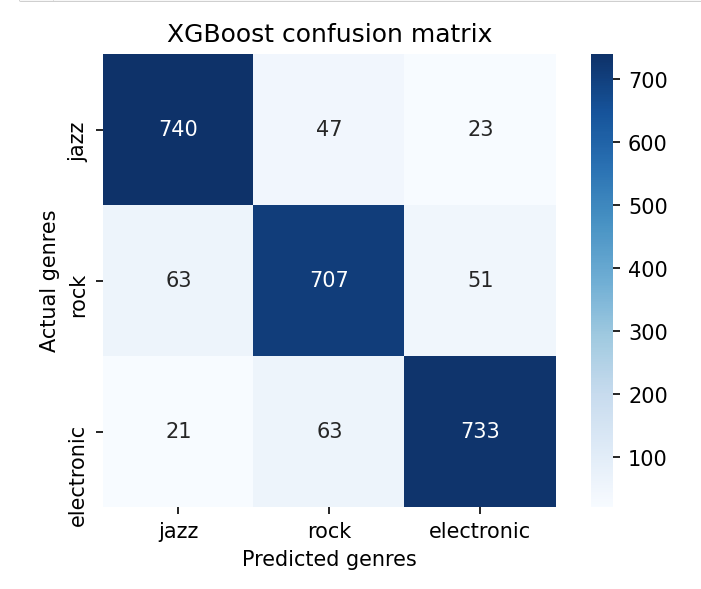 XGBoost confusion matrix
jazz
740 47 23
rock
63 707 51
electronic
21 63 733
Actual genres
jazz rock electronic
Predicted genres
700
600
500
400
300
200
100